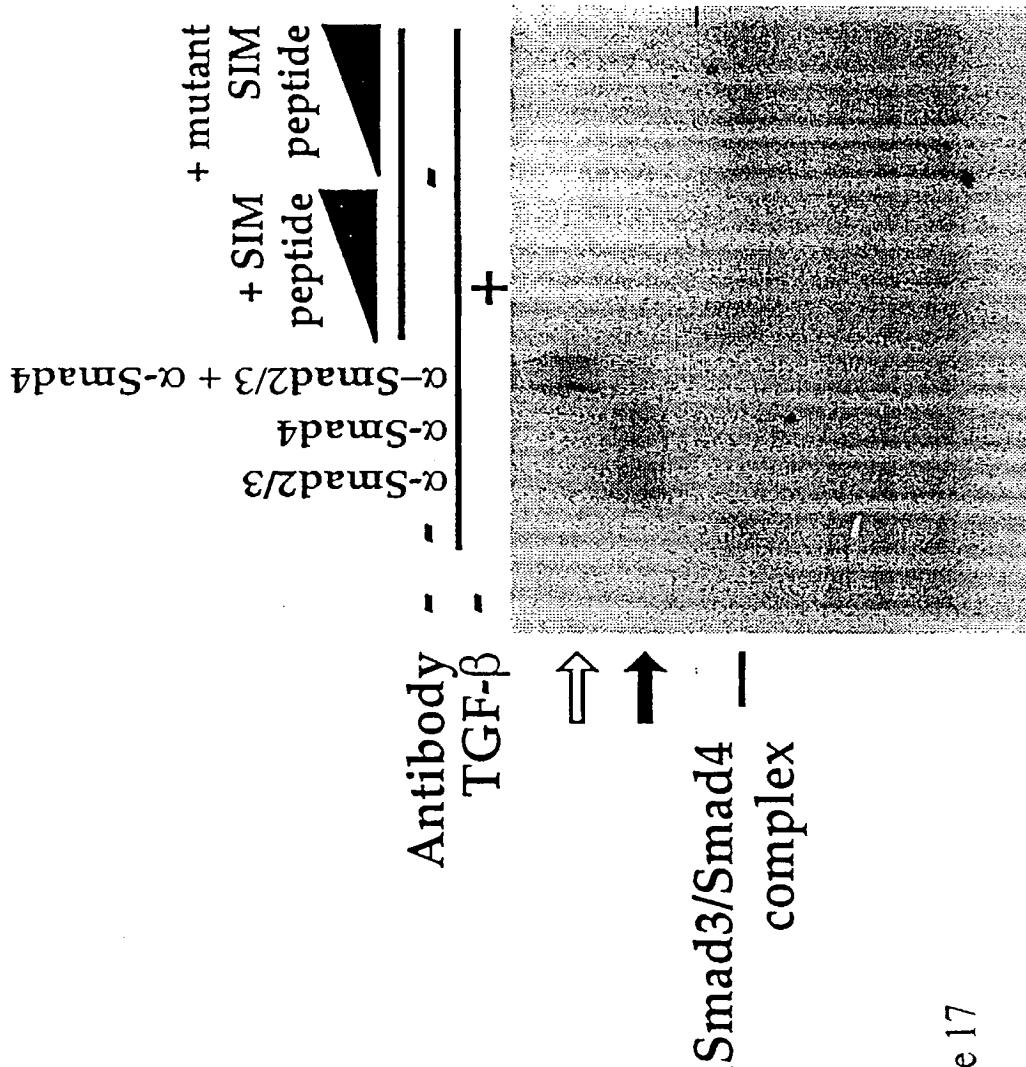 + mutant
SIM
peptide
+ SIM
peptide
α-Smad2/3 + α-Smad4
α-Smad4
α-Smad2/3
Antibody - - -
TGF-β - +
Smad3/Smad4
complex
e 17